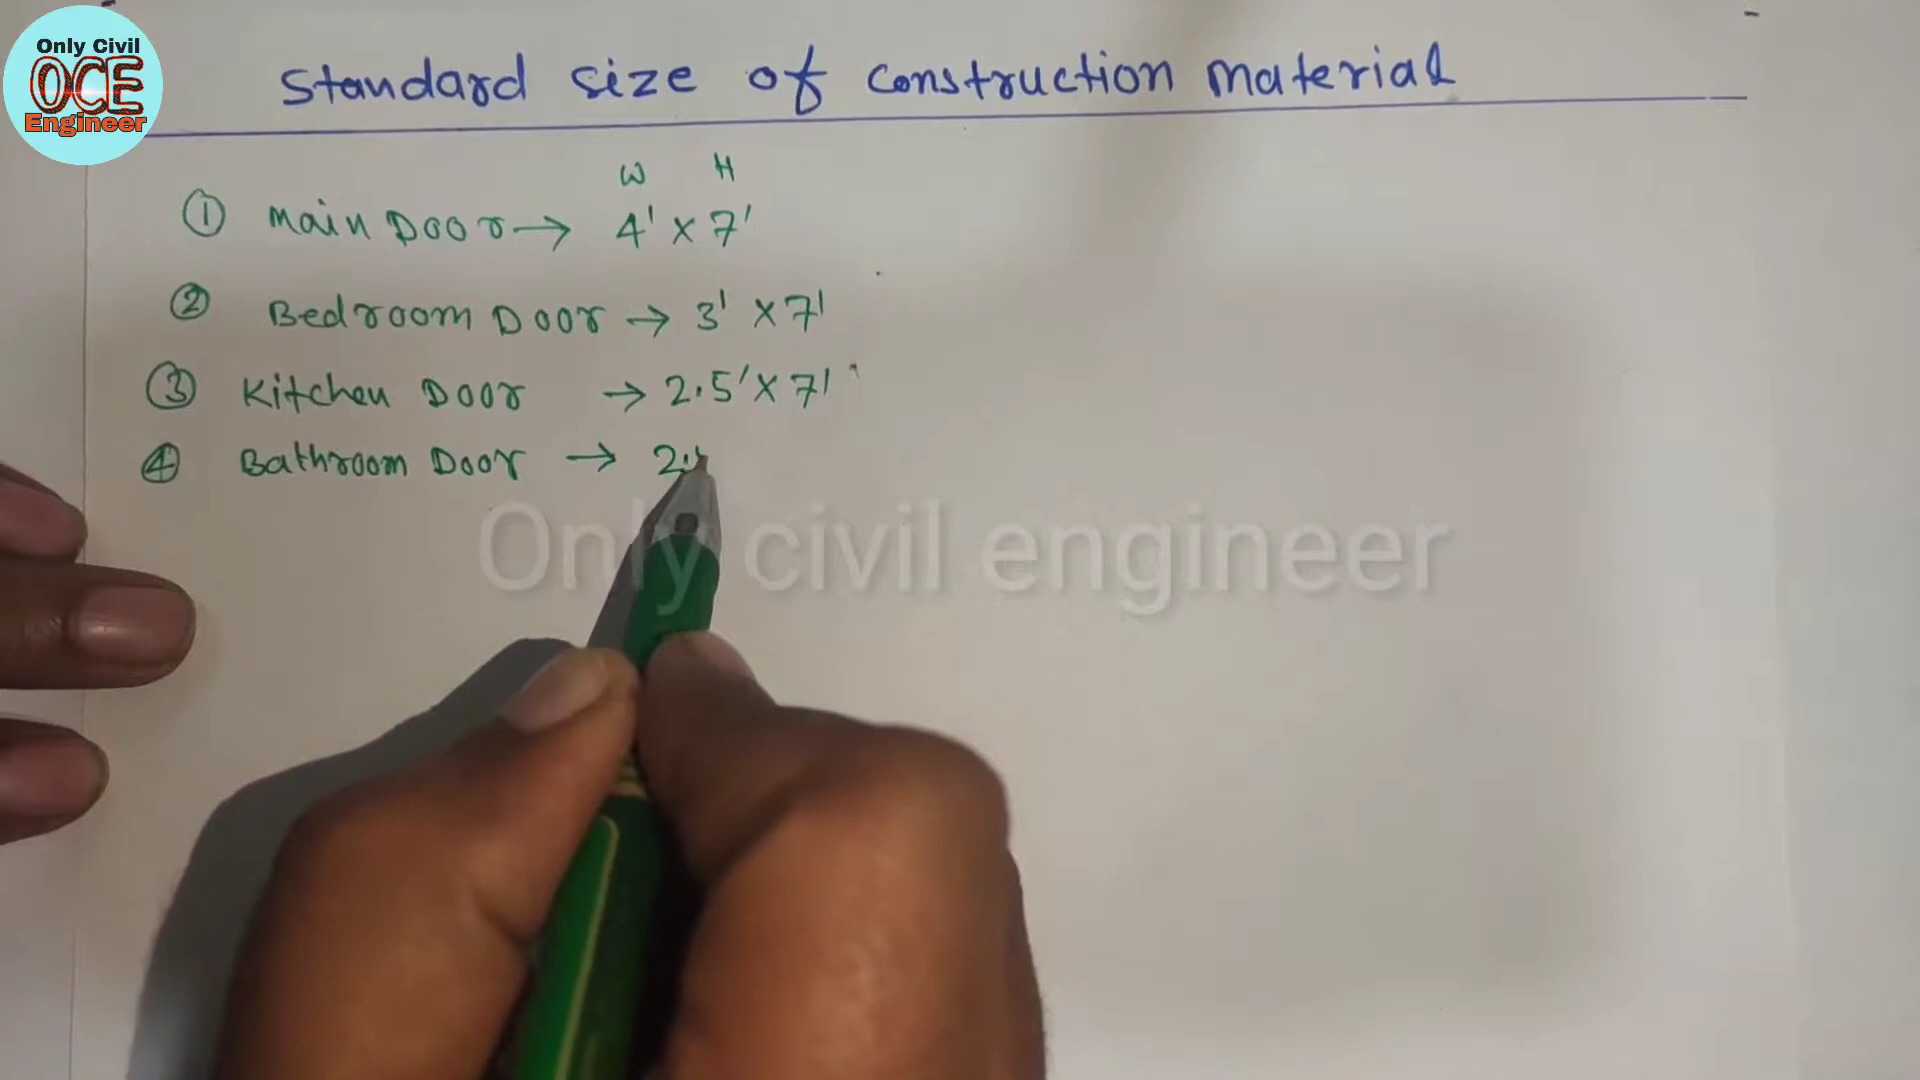 Only Civil
OCE
Engineer
Standard size of construction material
W H
① Main Door → 4' x 7'
② Bedroom Door → 3' x 7'
③ Kitchen Door → 2.5' x 7'
④ Bathroom Door → 2.
Only civil engineer